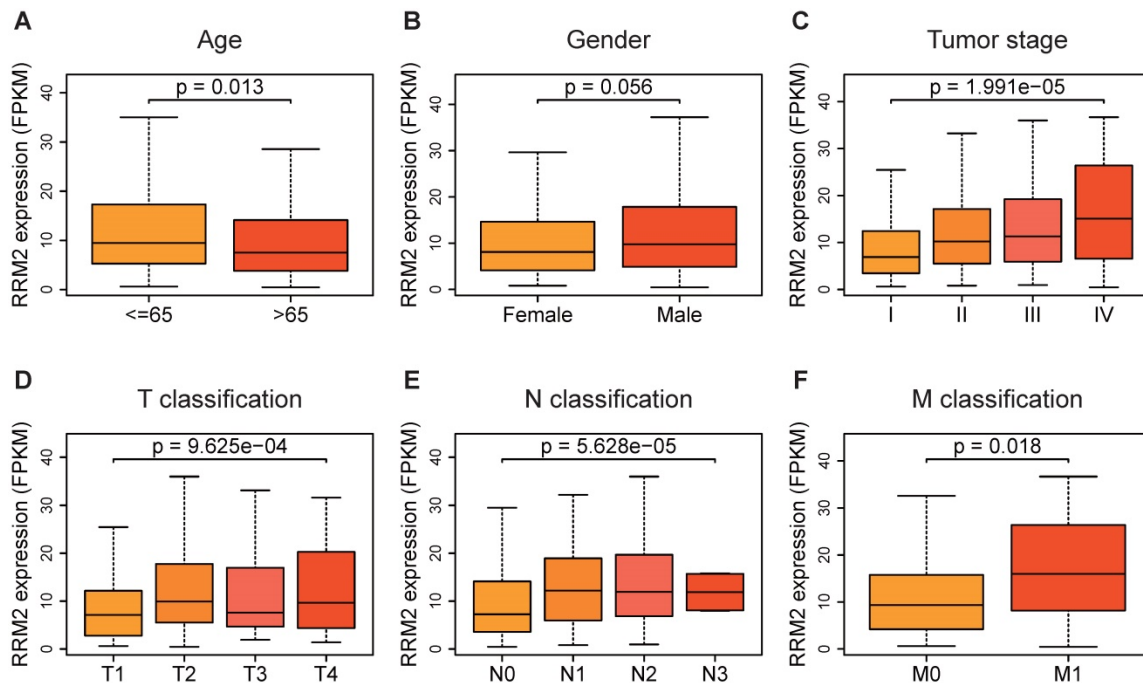 A
Age
RRM2 expression (FPKM)
0 10 20 30 40
p = 0.013
<=65 >65
B
Gender
RRM2 expression (FPKM)
0 10 20 30 40
p = 0.056
Female Male
C
Tumor stage
RRM2 expression (FPKM)
0 10 20 30 40
p = 1.991e−05
I II III IV
D
T classification
RRM2 expression (FPKM)
0 10 20 30 40
p = 9.625e−04
T1 T2 T3 T4
E
N classification
RRM2 expression (FPKM)
0 10 20 30 40
p = 5.628e−05
N0 N1 N2 N3
F
M classification
RRM2 expression (FPKM)
0 10 20 30 40
p = 0.018
M0 M1